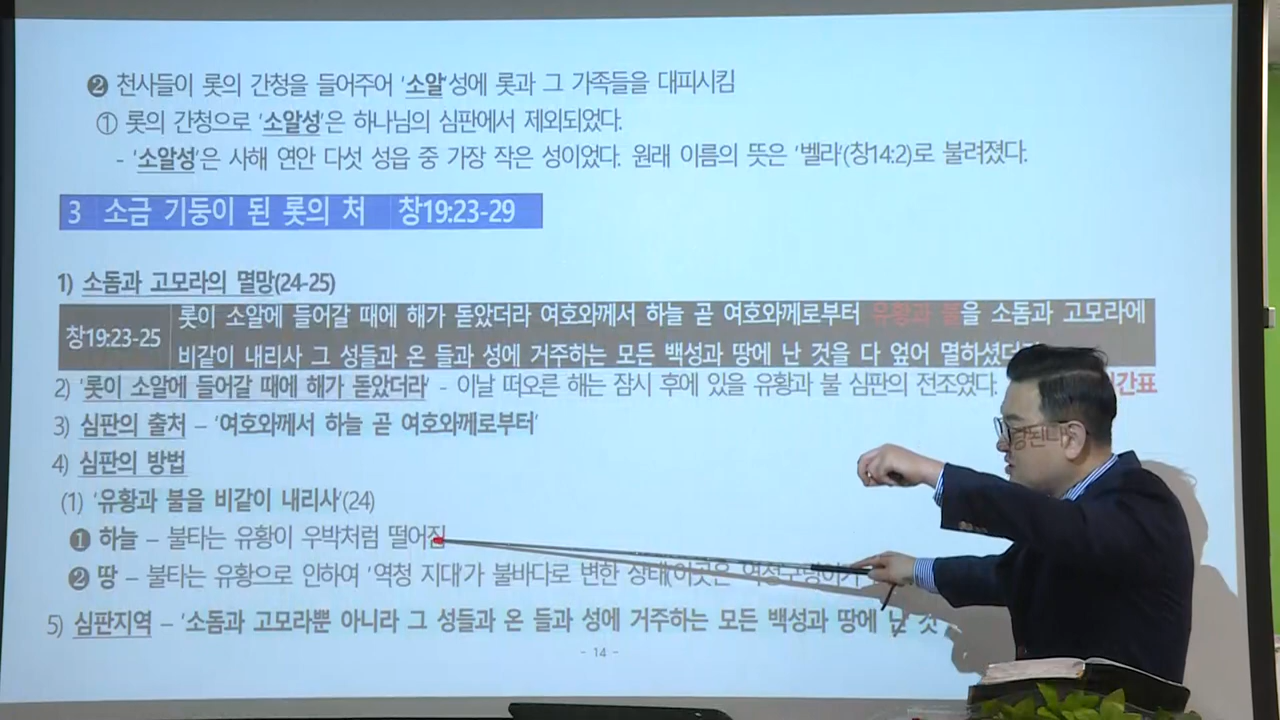 ❷ 천사들이 롯의 간청을 들어주어 '소알'성에 롯과 그 가족들을 대피시킴
① 롯의 간청으로 '소알성'은 하나님의 심판에서 제외되었다.
- '소알성'은 사해 연안 다섯 성읍 중 가장 작은 성이었다. 원래 이름의 뜻은 '벨라'(창14:2)로 불려졌다.
3 소금 기둥이 된 롯의 처 창19:23-29
1) 소돔과 고모라의 멸망(24-25)
창19:23-25
롯이 소알에 들어갈 때에 해가 돋았더라 여호와께서 하늘 곧 여호와께로부터 유황과 불을 소돔과 고모라에
비같이 내리사 그 성들과 온 들과 성에 거주하는 모든 백성과 땅에 난 것을 다 엎어 멸하셨더라
2) '롯이 소알에 들어갈 때에 해가 돋았더라' - 이날 떠오른 해는 잠시 후에 있을 유황과 불 심판의 전조였다.
3) 심판의 출처 – '여호와께서 하늘 곧 여호와께로부터'
4) 심판의 방법
(1) '유황과 불을 비같이 내리사'(24)
❶ 하늘 – 불타는 유황이 우박처럼 떨어짐
❷ 땅 – 불타는 유황으로 인하여 '역청 지대'가 불바다로 변한 상태(이곳은
5) 심판지역 – '소돔과 고모라뿐 아니라 그 성들과 온 들과 성에 거주하는 모든 백성과 땅에 난 것
- 14 -